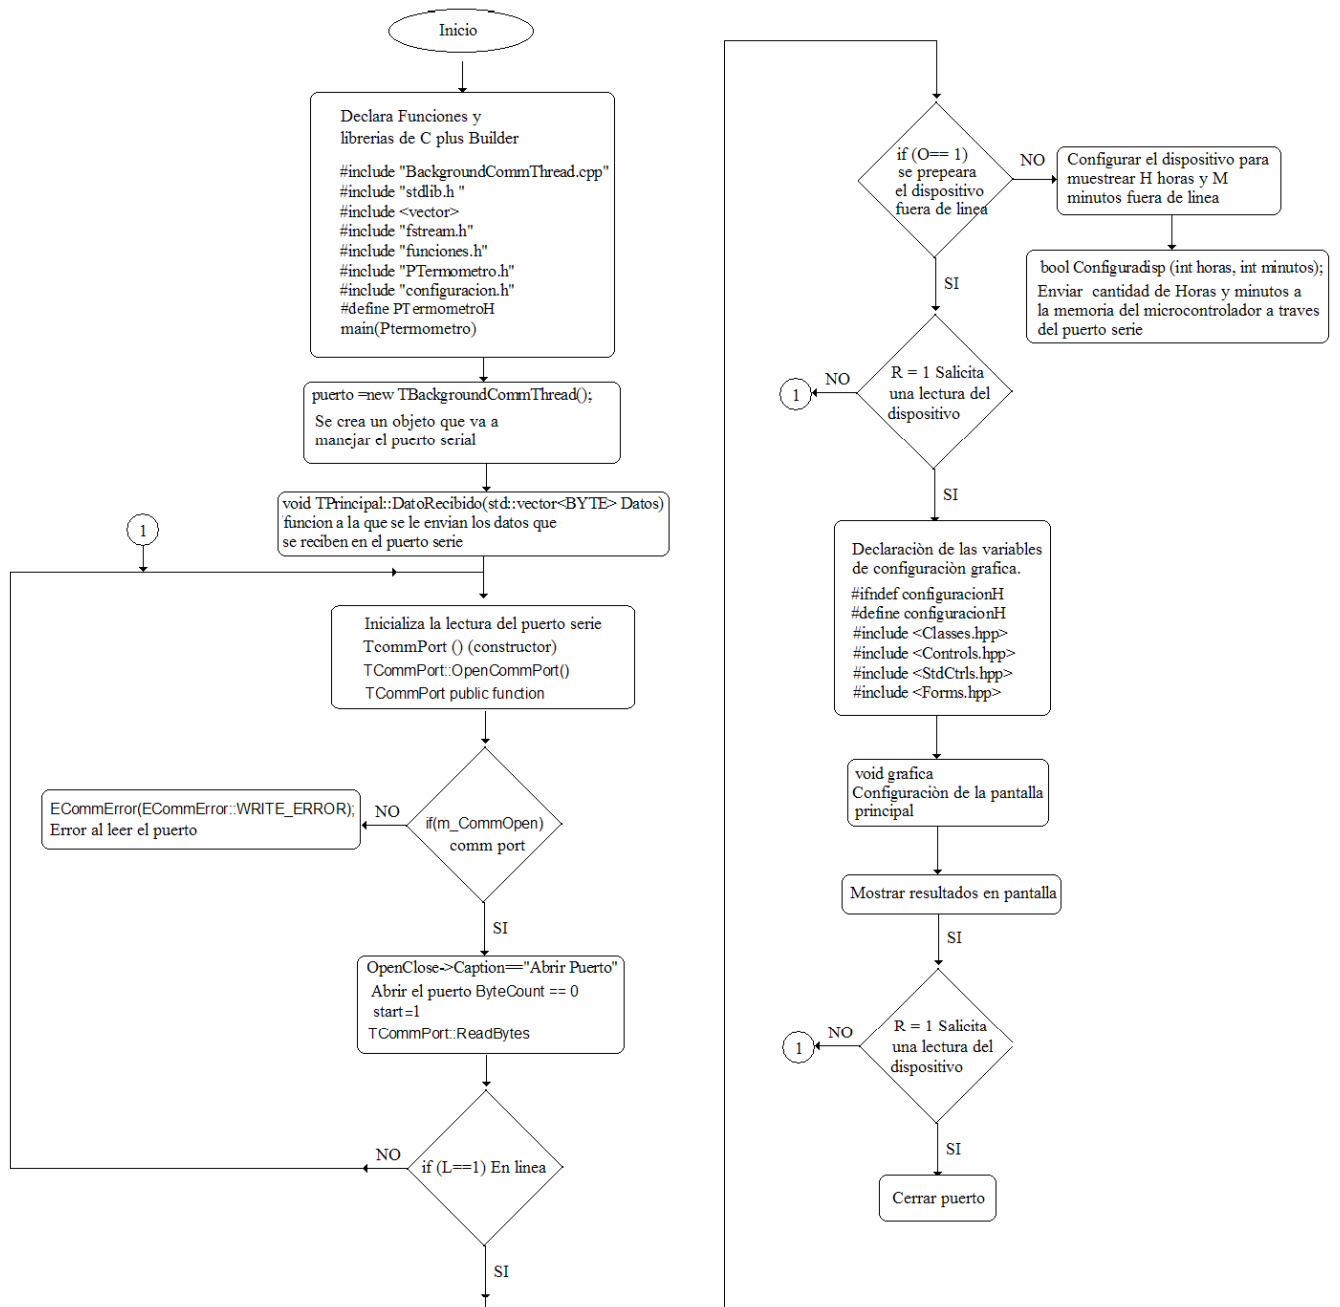 Inicio
Declara Funciones y
librerias de C plus Builder
#include "BackgroundCommThread.cpp"
#include "stdlib.h "
#include <vector>
#include "fstream.h"
#include "funciones.h"
#include "PTermometro.h"
#include "configuracion.h"
#define PTermometroH
main(Ptermometro)
puerto =new TBackgroundCommThread();
Se crea un objeto que va a
manejar el puerto serial
void TPrincipal::DatoRecibido(std::vector<BYTE> Datos)
funcion a la que se le envian los datos que
se reciben en el puerto serie
1
Inicializa la lectura del puerto serie
TcommPort () (constructor)
TCommPort::OpenCommPort()
TCommPort public function
if(m_CommOpen)
comm port
NO
ECommError(ECommError::WRITE_ERROR);
Error al leer el puerto
SI
OpenClose->Caption=="Abrir Puerto"
Abrir el puerto ByteCount == 0
start=1
TCommPort::ReadBytes
if (L==1) En linea
NO
SI
if (O== 1)
se prepeara
el dispositivo
fuera de linea
NO
Configurar el dispositivo para
muestrear H horas y M
minutos fuera de linea
bool Configuradisp (int horas, int minutos);
Enviar cantidad de Horas y minutos a
la memoria del microcontrolador a traves
del puerto serie
SI
R = 1 Salicita
una lectura del
dispositivo
NO
1
SI
Declaraciòn de las variables
de configuraciòn grafica.
#ifndef configuracionH
#define configuracionH
#include <Classes.hpp>
#include <Controls.hpp>
#include <StdCtrls.hpp>
#include <Forms.hpp>
void grafica
Configuraciòn de la pantalla
principal
Mostrar resultados en pantalla
SI
R = 1 Salicita
una lectura del
dispositivo
NO
1
SI
Cerrar puerto